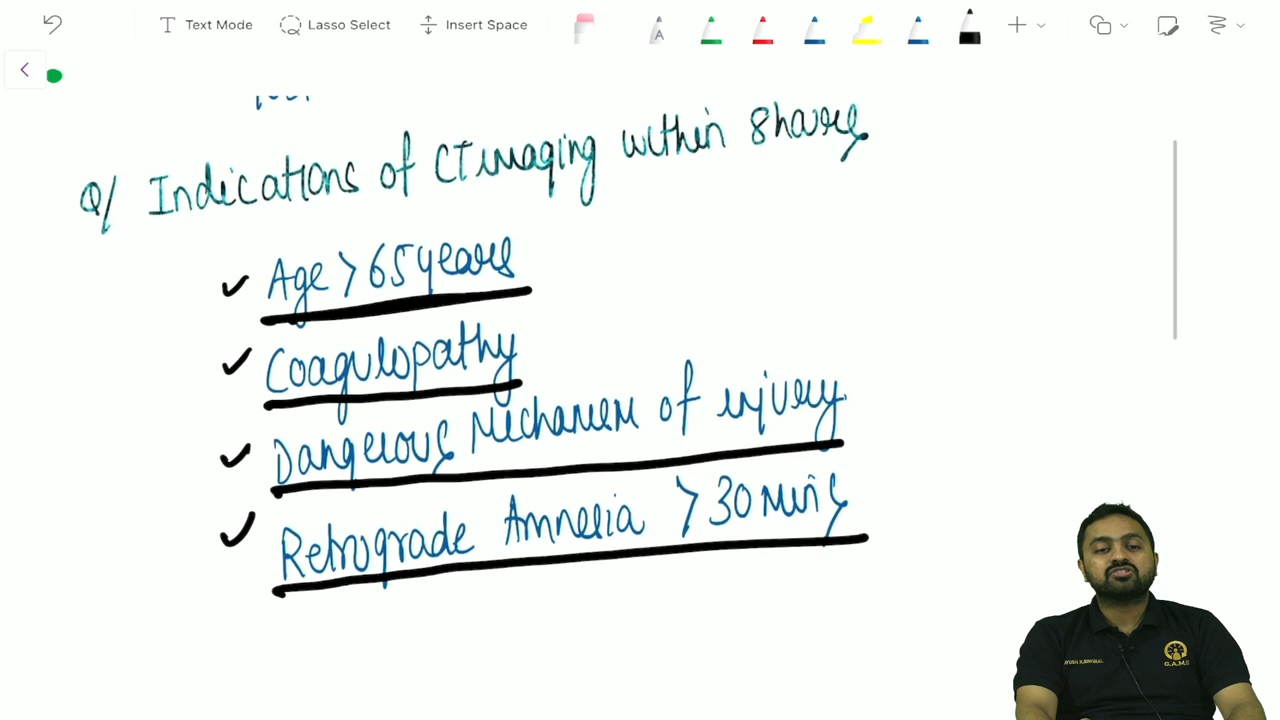 Text Mode Lasso Select Insert Space
A
Q/ Indications of CT imaging within 8 hours
Age > 65 years
Coagulopathy
Dangerous Mechanism of injury
Retrograde Amnesia > 30 mins
G.A.M.E